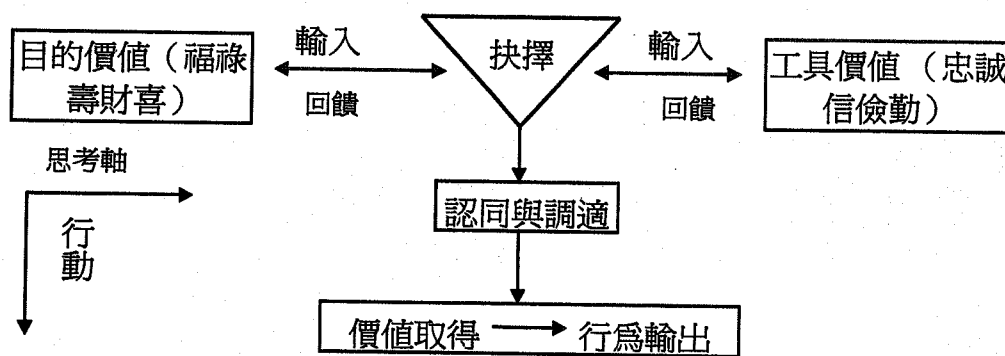 目的價值（福祿
壽財喜）
輸入
回饋
抉擇
輸入
回饋
工具價值（忠誠
信儉勤）
思考軸
行
動
認同與調適
價值取得 行爲輸出